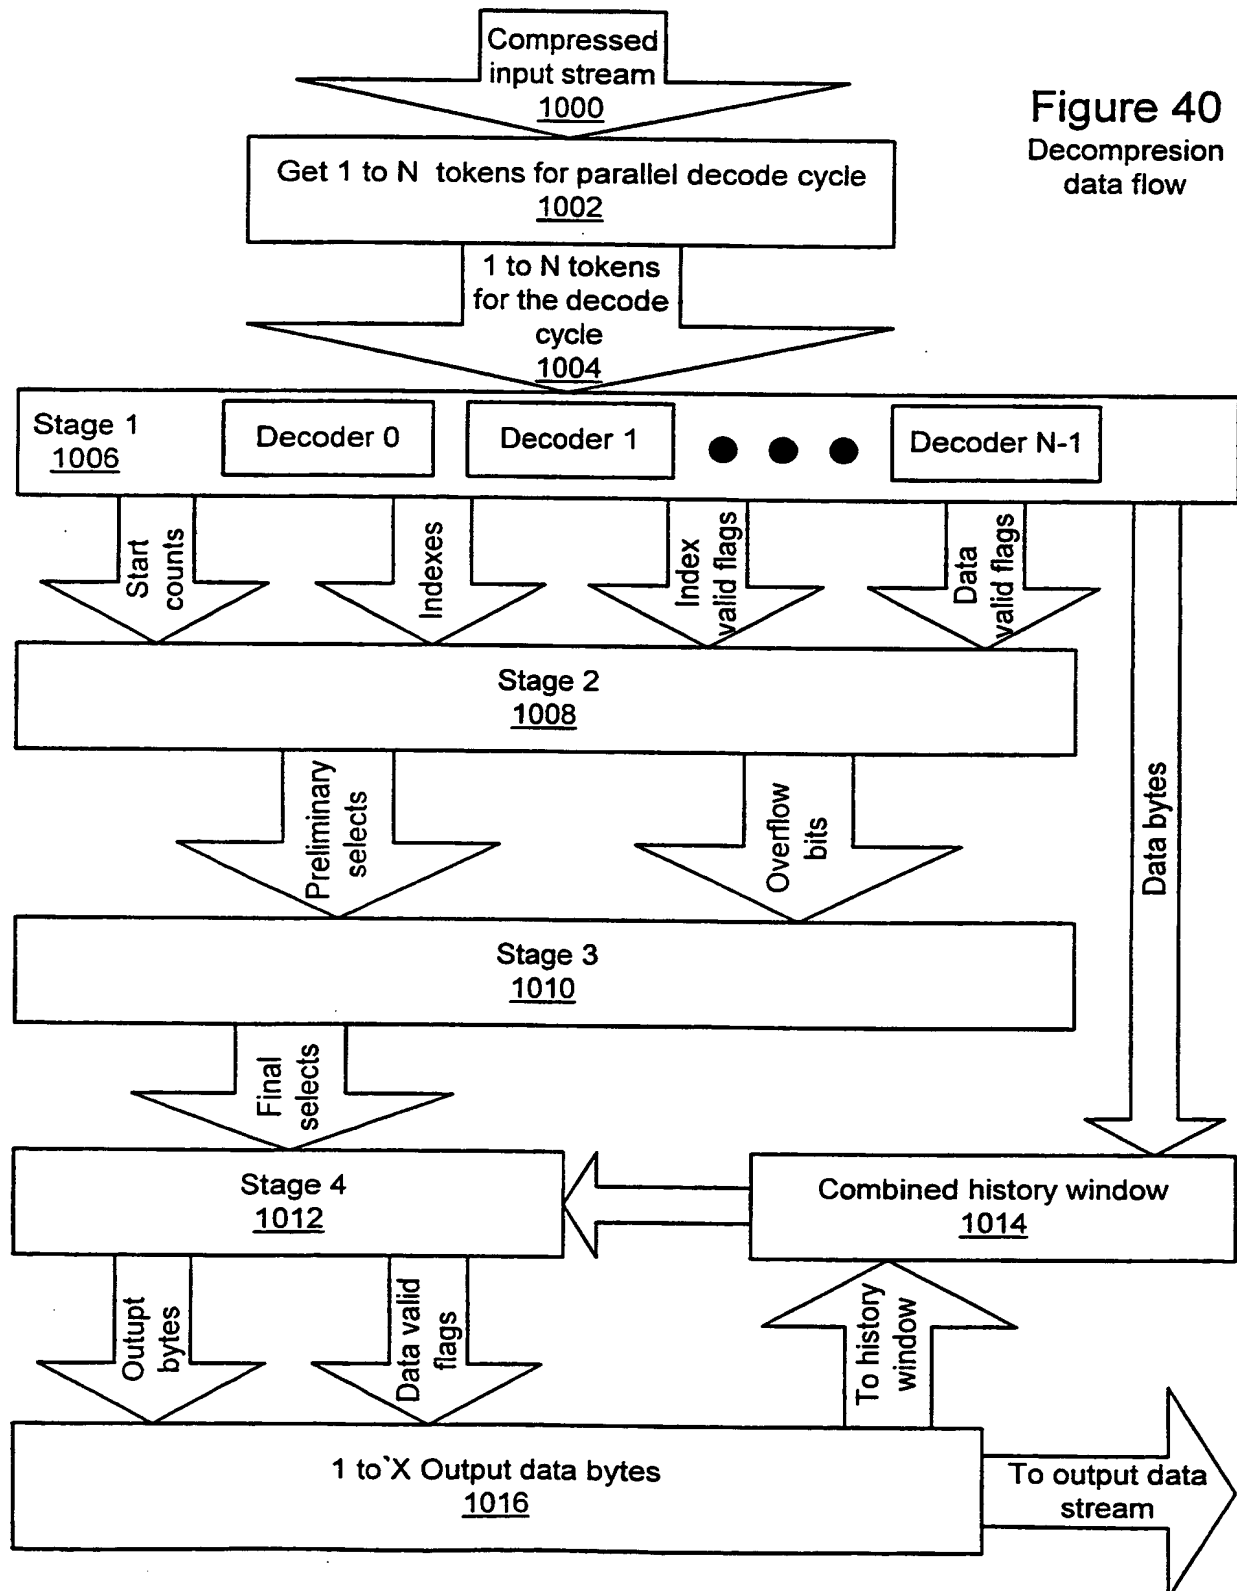 Compressed
input stream
1000
Figure 40
Decompresion
data flow
Get 1 to N tokens for parallel decode cycle
1002
1 to N tokens
for the decode
cycle
1004
Stage 1
1006
Decoder 0
Decoder 1
Decoder N-1
Start
counts
Indexes
Index
valid flags
Data
valid flags
Data bytes
Stage 2
1008
Preliminary
selects
Overflow
bits
Stage 3
1010
Final
selects
Stage 4
1012
Combined history window
1014
Outupt
bytes
Data valid
flags
To history
window
1 to`X Output data bytes
1016
To output data
stream